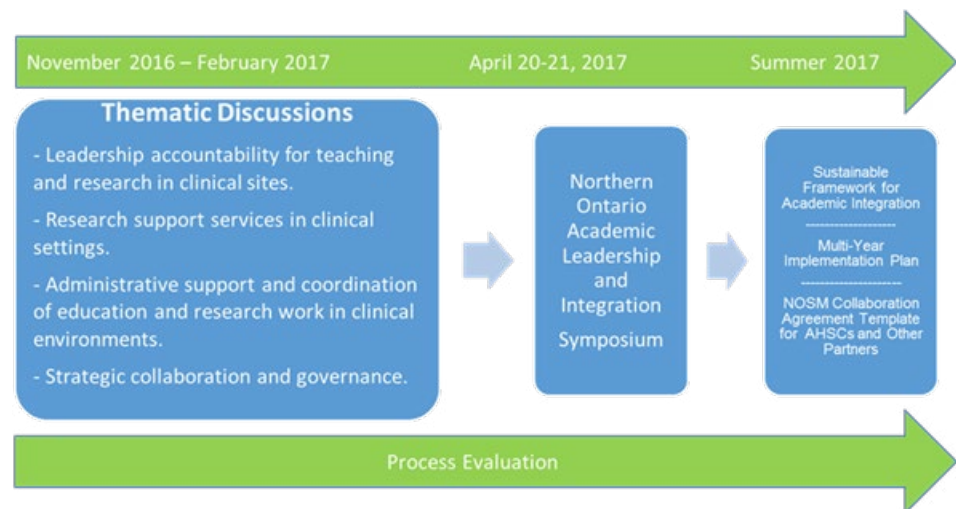 November 2016 – February 2017
April 20-21, 2017
Summer 2017
Thematic Discussions
- Leadership accountability for teaching
and research in clinical sites.
- Research support services in clinical
settings.
- Administrative support and coordination
of education and research work in clinical
environments.
- Strategic collaboration and governance.
Northern
Ontario
Academic
Leadership
and
Integration
Symposium
Sustainable
Framework for
Academic Integration
--------------------
Multi-Year
Implementation Plan
----------------------
NOSM Collaboration
Agreement Template
for AHSCs and Other
Partners
Process Evaluation